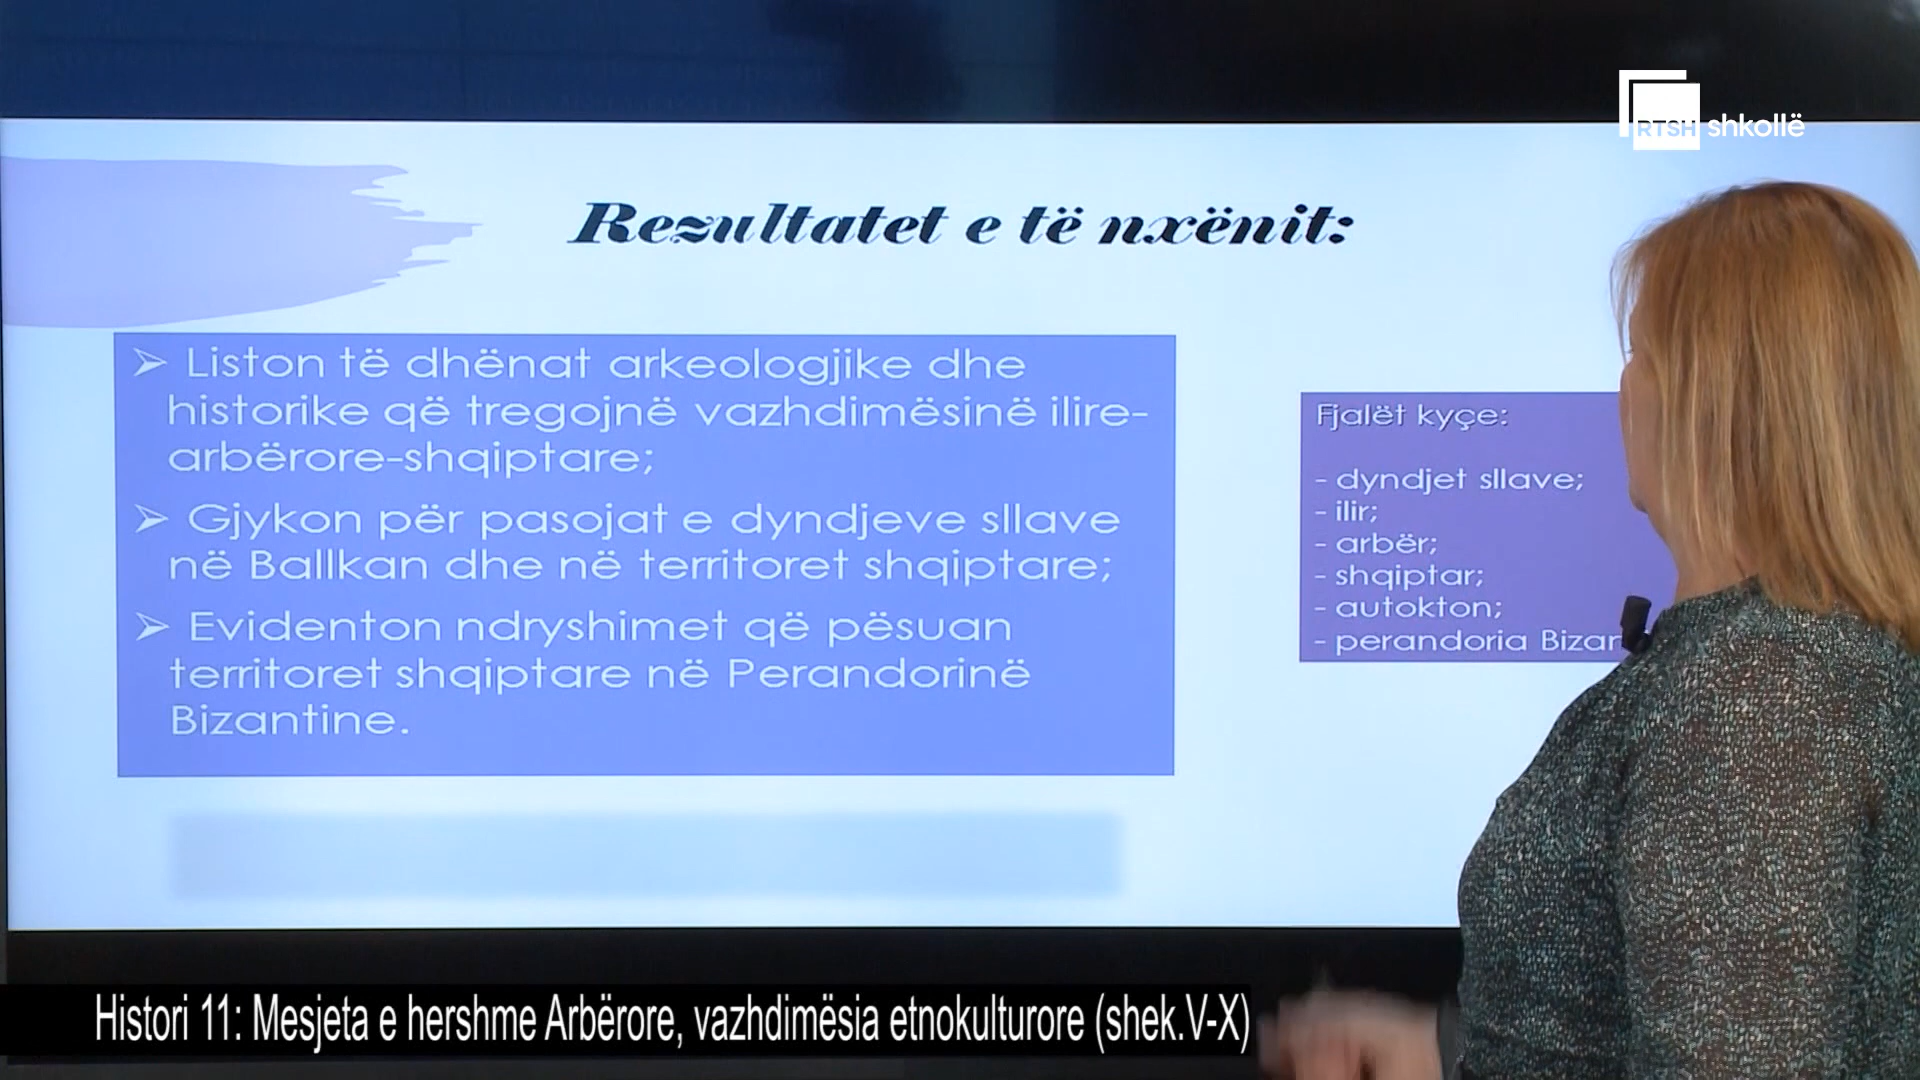 RTSH shkollë
Rezultatet e të nxënit:
➢ Liston të dhënat arkeologjike dhe
historike që tregojnë vazhdimësinë ilire-
arbërore-shqiptare;
➢ Gjykon për pasojat e dyndjeve sllave
në Ballkan dhe në territoret shqiptare;
➢ Evidenton ndryshimet që pësuan
territoret shqiptare në Perandorinë
Bizantine.
Fjalët kyçe:
- dyndjet sllave;
- ilir;
- arbër;
- shqiptar;
- autokton;
- perandoria
Histori 11: Mesjeta e hershme Arbërore, vazhdimësia etnokulturore (shek.V-X)